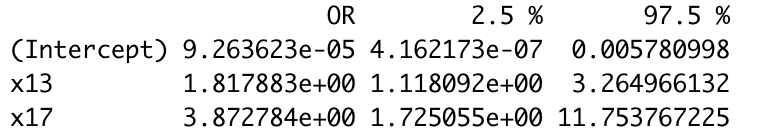 OR 2.5 % 97.5 %
(Intercept) 9.263623e-05 4.162173e-07 0.005780998
x13 1.817883e+00 1.118092e+00 3.264966132
x17 3.872784e+00 1.725055e+00 11.753767225